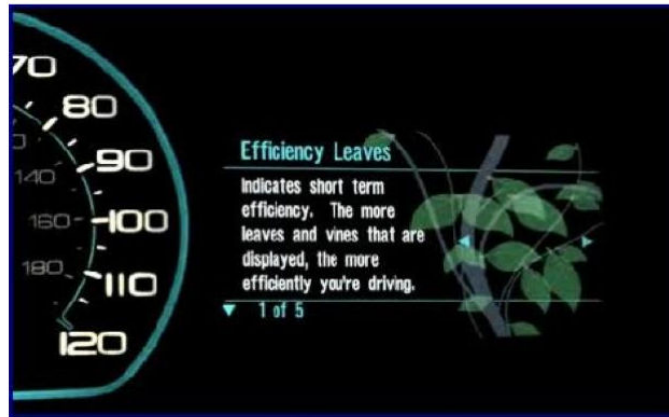 70
80
90
100
110
120
140
160
180
Efficiency Leaves
Indicates short term
efficiency. The more
leaves and vines that are
displayed, the more
efficiently you're driving.
1 of 5